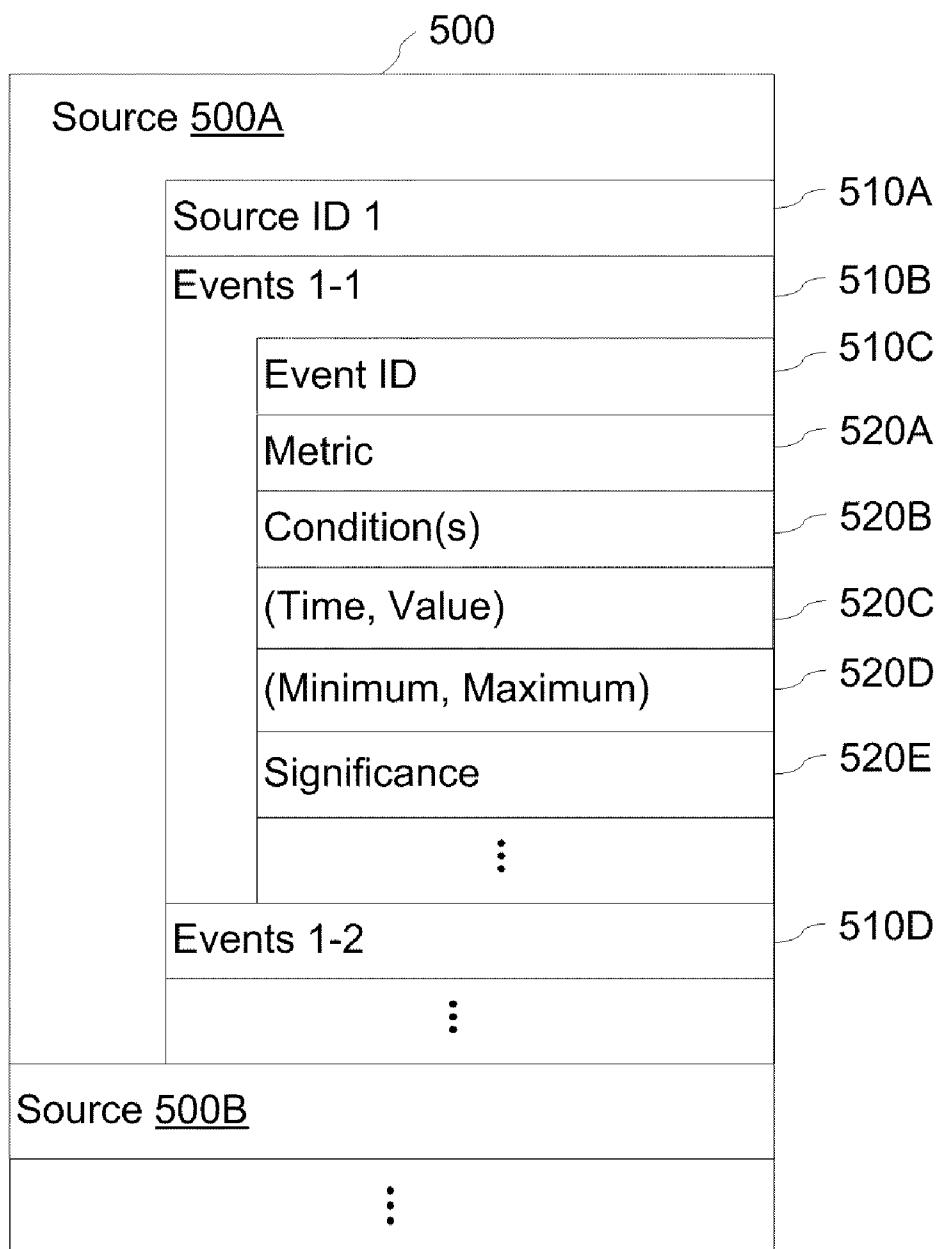 500
Source 500A
Source ID 1 510A
Events 1-1 510B
Event ID 510C
Metric 520A
Condition(s) 520B
(Time, Value) 520C
(Minimum, Maximum) 520D
Significance 520E
Events 1-2 510D
Source 500B